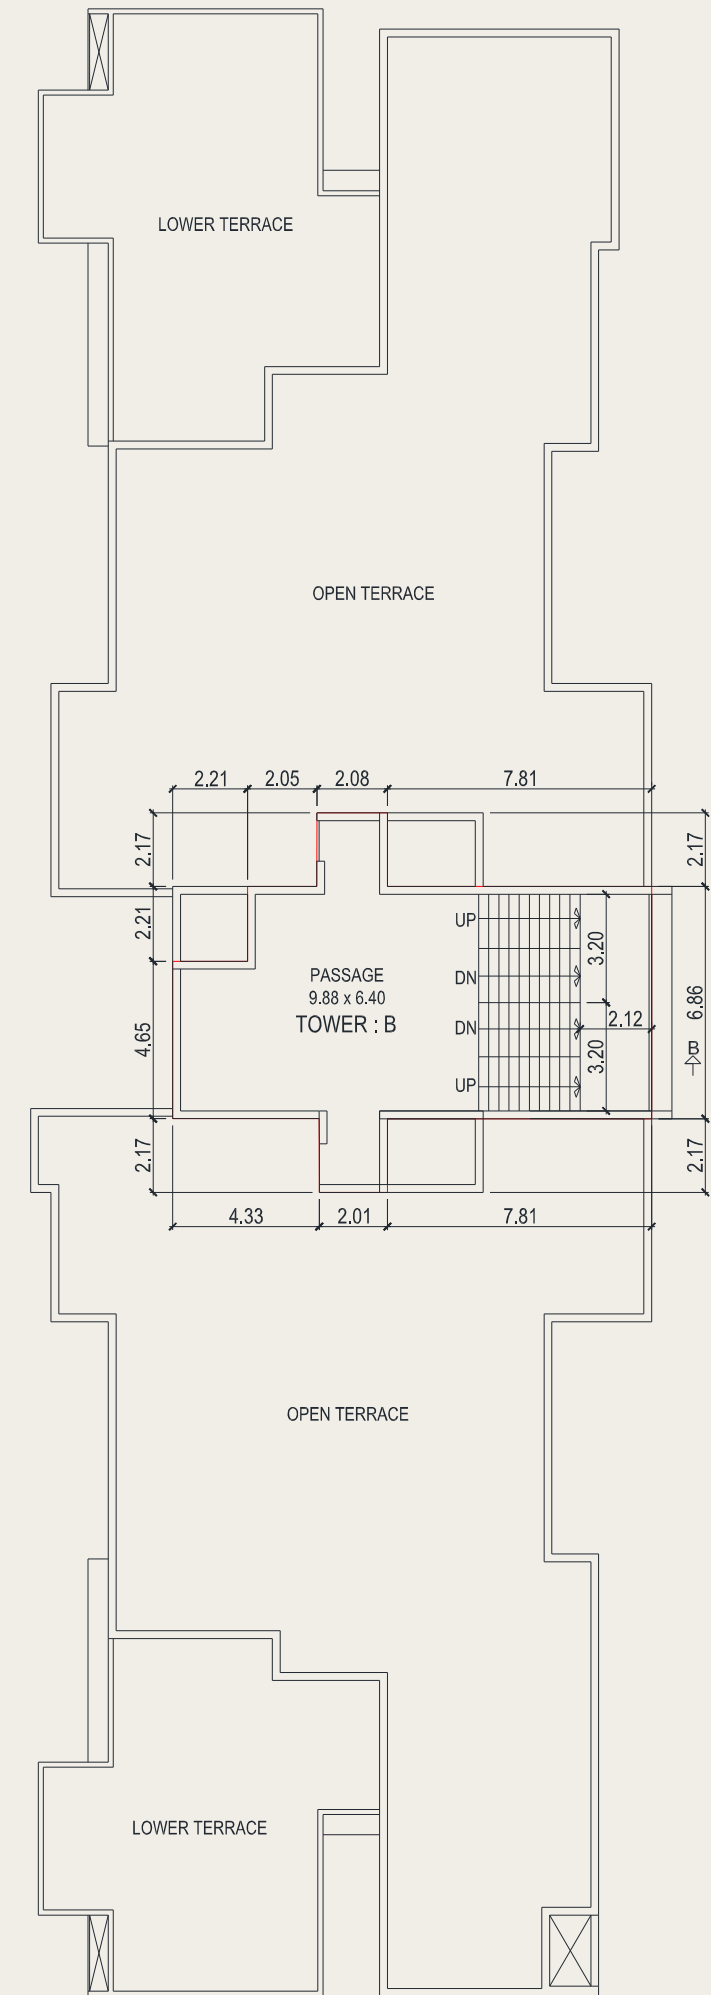 LOWER TERRACE
OPEN TERRACE
2.21 2.05 2.08 7.81
2.17
2.17
2.21
UP
3.20
PASSAGE
9.88 x 6.40
TOWER : B
DN
6.86
4.65
DN
2.12
B
3.20
UP
2.17
2.17
4.33 2.01 7.81
OPEN TERRACE
LOWER TERRACE